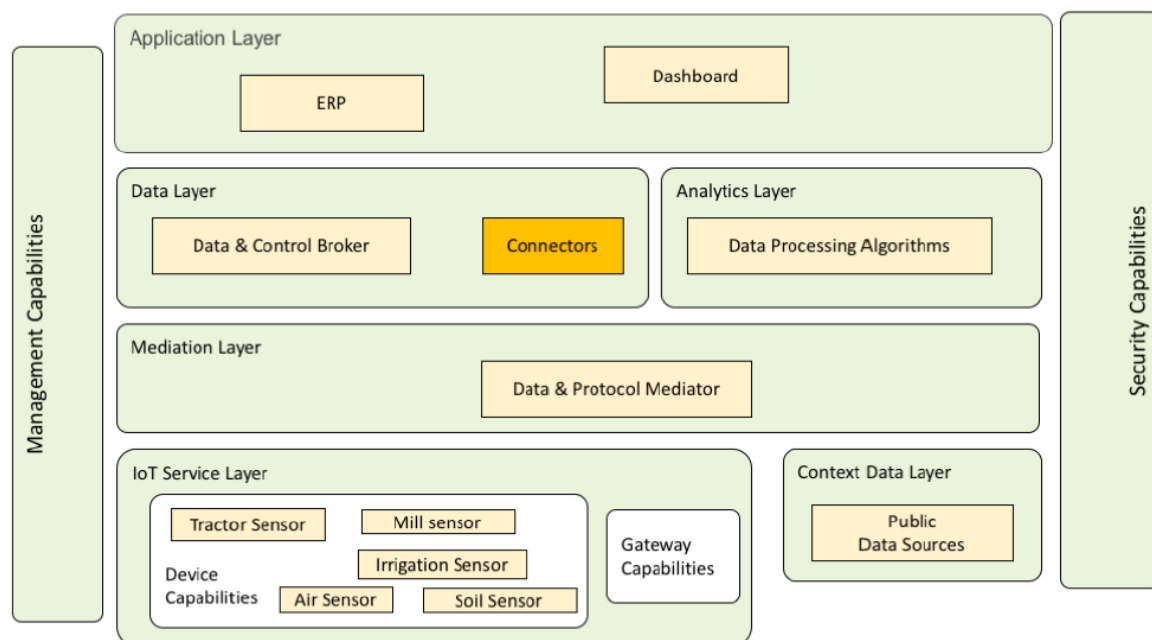 Application Layer
ERP
Dashboard
Management Capabilities
Security Capabilities
Data Layer
Data & Control Broker
Connectors
Analytics Layer
Data Processing Algorithms
Mediation Layer
Data & Protocol Mediator
IoT Service Layer
Tractor Sensor
Mill sensor
Irrigation Sensor
Device
Capabilities
Air Sensor
Soil Sensor
Gateway
Capabilities
Context Data Layer
Public
Data Sources